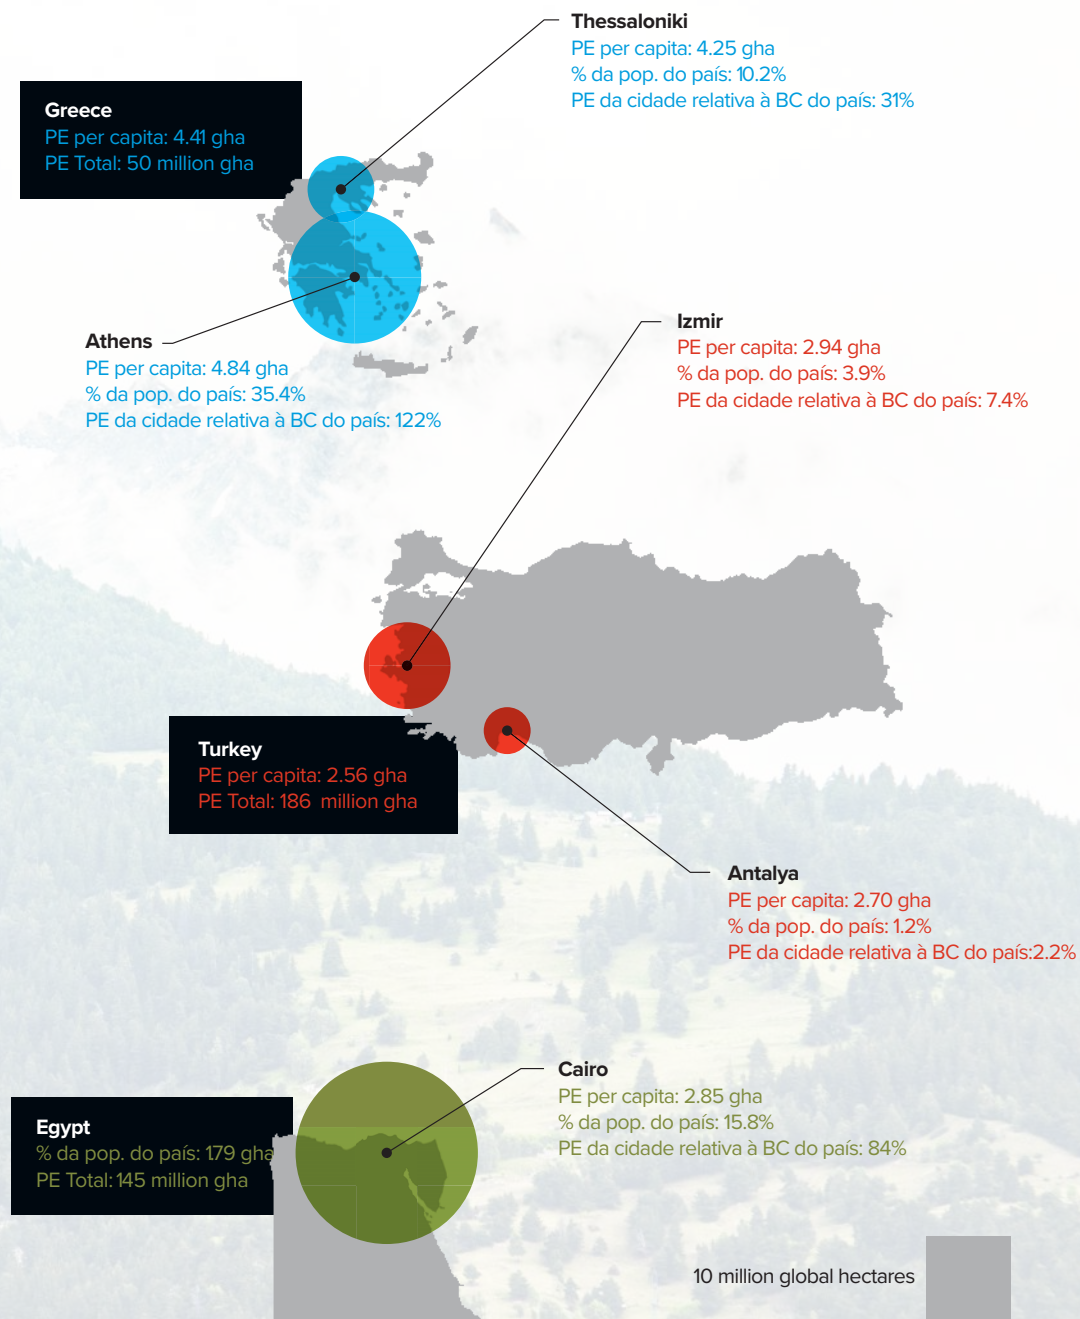 Thessaloniki
PE per capita: 4.25 gha
% da pop. do país: 10.2%
PE da cidade relativa à BC do país: 31%
Greece
PE per capita: 4.41 gha
PE Total: 50 million gha
Athens
PE per capita: 4.84 gha
% da pop. do país: 35.4%
PE da cidade relativa à BC do país: 122%
Izmir
PE per capita: 2.94 gha
% da pop. do país: 3.9%
PE da cidade relativa à BC do país: 7.4%
Turkey
PE per capita: 2.56 gha
PE Total: 186 million gha
Antalya
PE per capita: 2.70 gha
% da pop. do país: 1.2%
PE da cidade relativa à BC do país:2.2%
Cairo
PE per capita: 2.85 gha
% da pop. do país: 15.8%
PE da cidade relativa à BC do país: 84%
Egypt
% da pop. do país: 179 gha
PE Total: 145 million gha
10 million global hectares